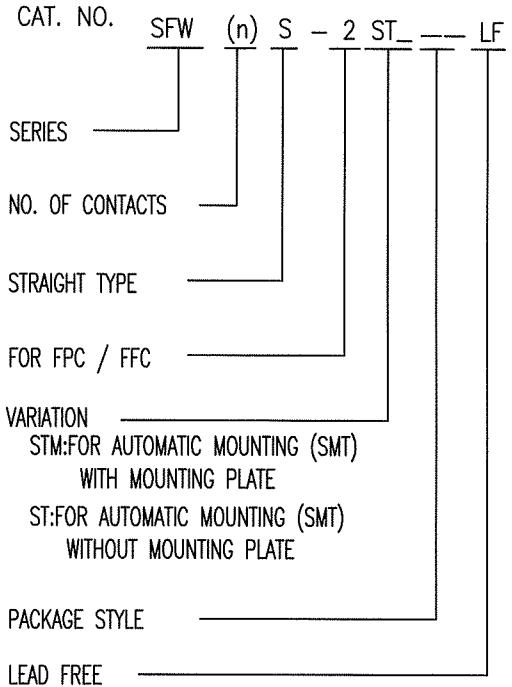 CAT. NO. SFW (n) S - 2 ST_ __ — LF
SERIES
NO. OF CONTACTS
STRAIGHT TYPE
FOR FPC / FFC
VARIATION
STM:FOR AUTOMATIC MOUNTING (SMT)
WITH MOUNTING PLATE
ST:FOR AUTOMATIC MOUNTING (SMT)
WITHOUT MOUNTING PLATE
PACKAGE STYLE
LEAD FREE